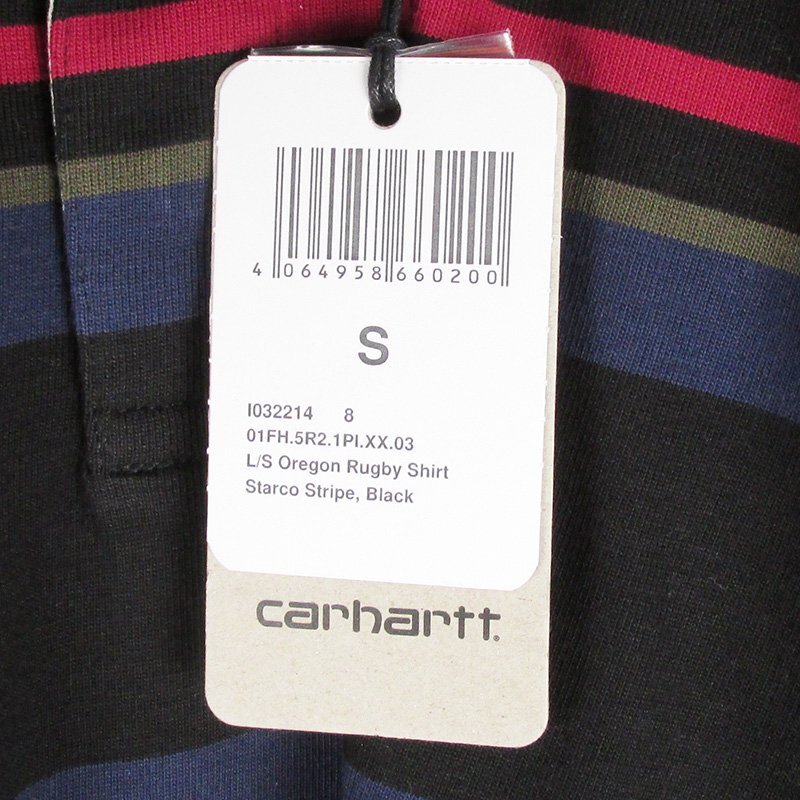 4 064958 660200
S
I032214 8
01FH.5R2.1PI.XX.03
L/S Oregon Rugby Shirt
Starco Stripe, Black
carhartt.